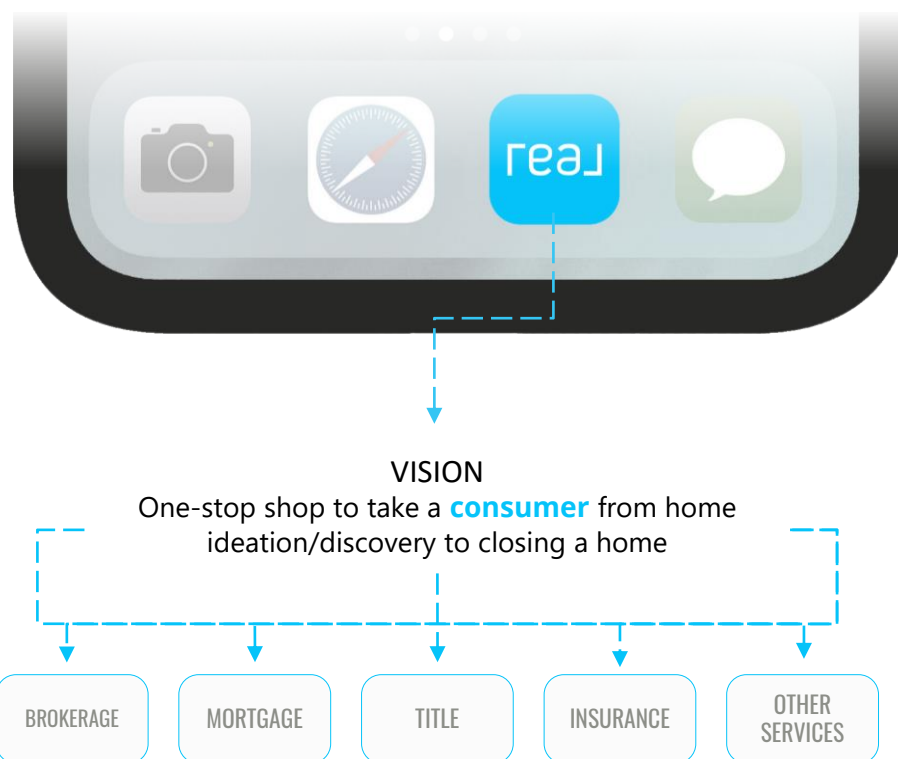 real
VISION
One-stop shop to take a consumer from home
ideation/discovery to closing a home
BROKERAGE
MORTGAGE
TITLE
INSURANCE
OTHER
SERVICES